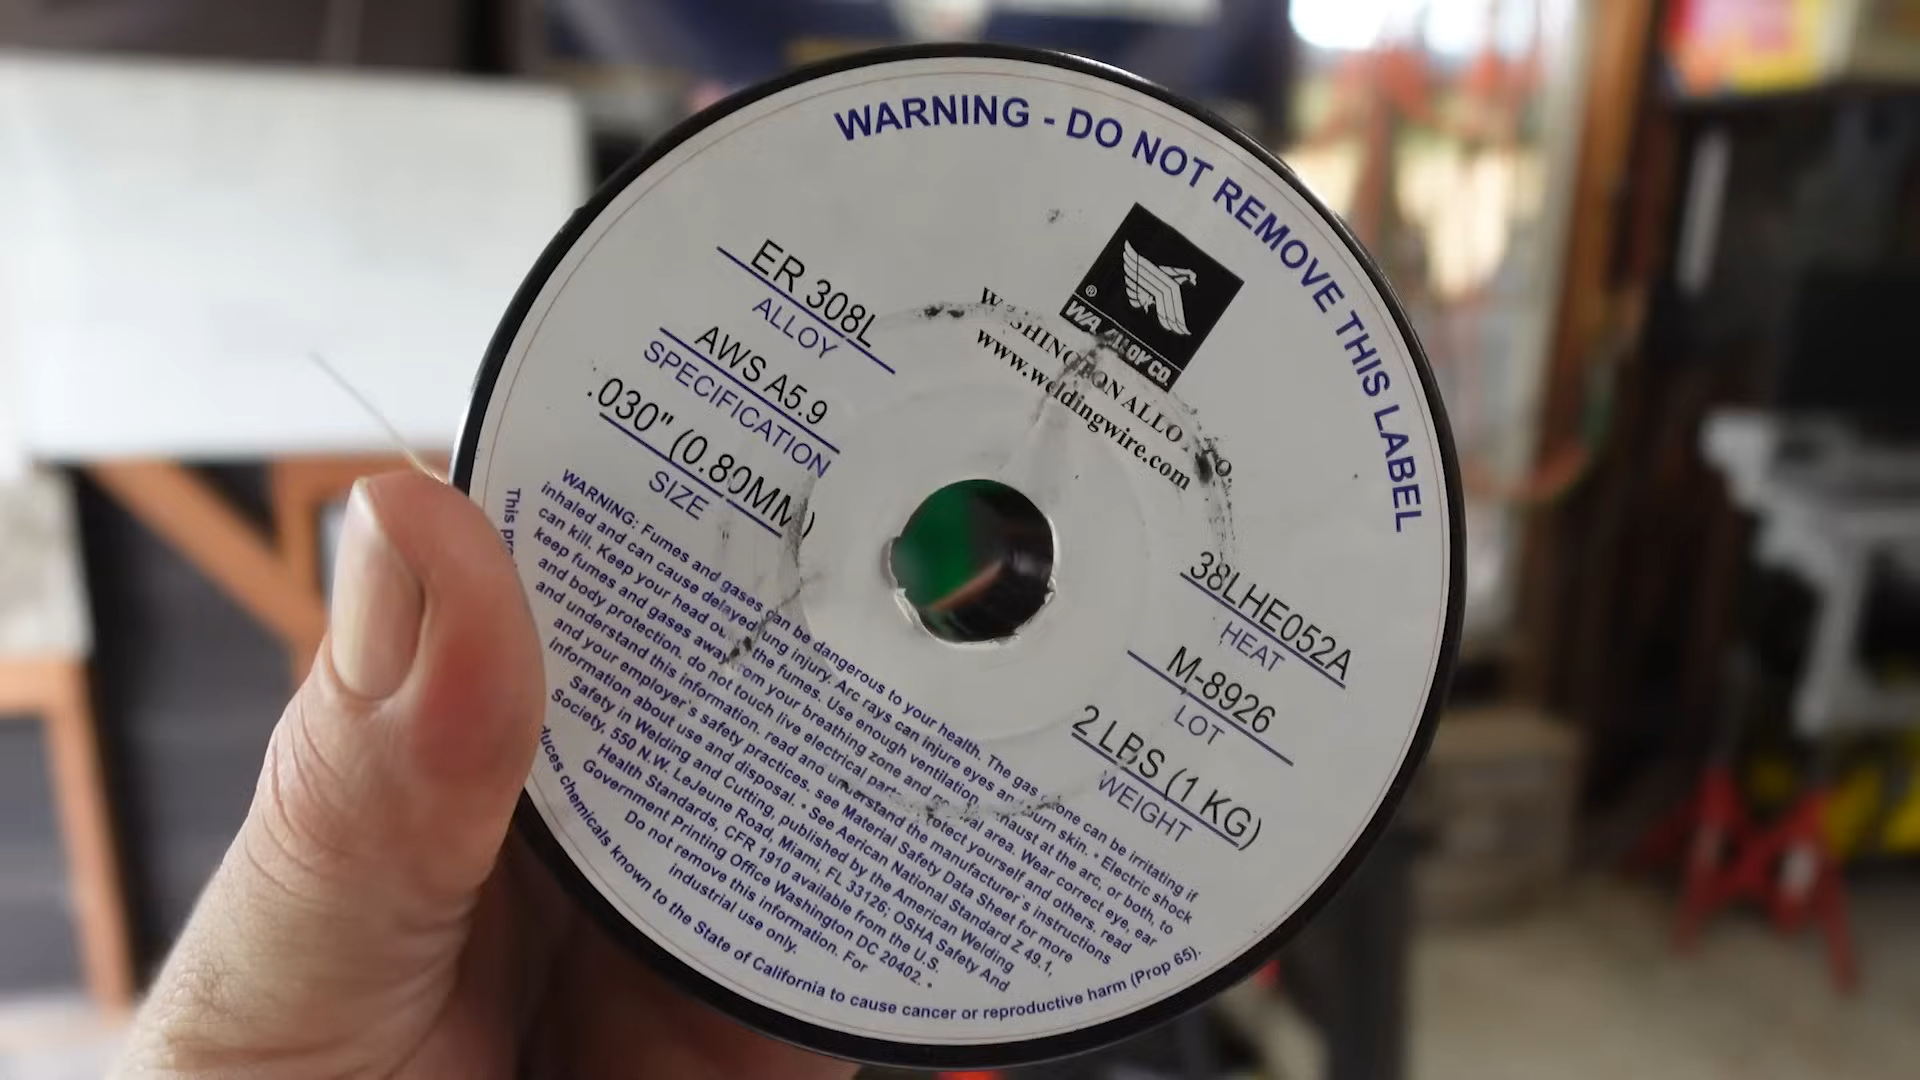 WARNING - DO NOT REMOVE THIS LABEL
®
WA ALLOY CO.
WASHINGTON ALLOY CO.
www.weldingwire.com
ER 308L
ALLOY
AWS A5.9
SPECIFICATION
.030" (0.80MM)
SIZE
38LHE052A
HEAT
M-8926
LOT
2 LBS (1 KG)
WEIGHT
WARNING: Fumes and gases can be dangerous to your health. The gas ozone can be irritating if
inhaled and can cause delayed lung injury. Arc rays can injure eyes and burn skin. • Electric shock
can kill. Keep your head out of the fumes. Use enough ventilation, exhaust at the arc, or both, to
keep fumes and gases away from your breathing zone and general area. Wear correct eye, ear
and body protection. do not touch live electrical parts. Protect yourself and others, read
and understand this information, read and understand the manufacturer's instructions
and your employer's safety practices. see Material Safety Data Sheet for more
information about use and disposal. • See Aerican National Standard Z 49.1,
Safety in Welding and Cutting, published by the American Welding
Society, 550 N.W. LeJeune Road, Miami, FL 33126; OSHA Safety And
Health Standards, CFR 1910 available from the U.S.
Government Printing Office Washington DC 20402. •
Do not remove this information. For
industrial use only.
This chemicals known to the State of California to cause cancer or reproductive harm (Prop 65).